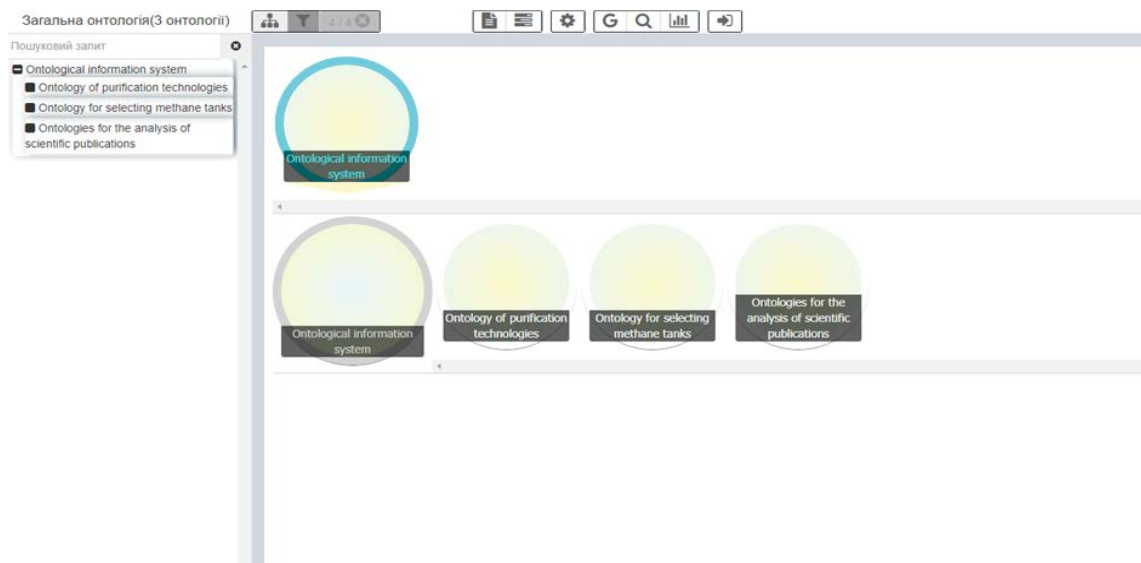 Загальна онтологія(3 онтології)
4 / 4
G
Пошуковий запит
Ontological information system
Ontology of purification technologies
Ontology for selecting methane tanks
Ontologies for the analysis of
scientific publications
Ontological information
system
Ontological information
system
Ontology of purification
technologies
Ontology for selecting
methane tanks
Ontologies for the
analysis of scientific
publications